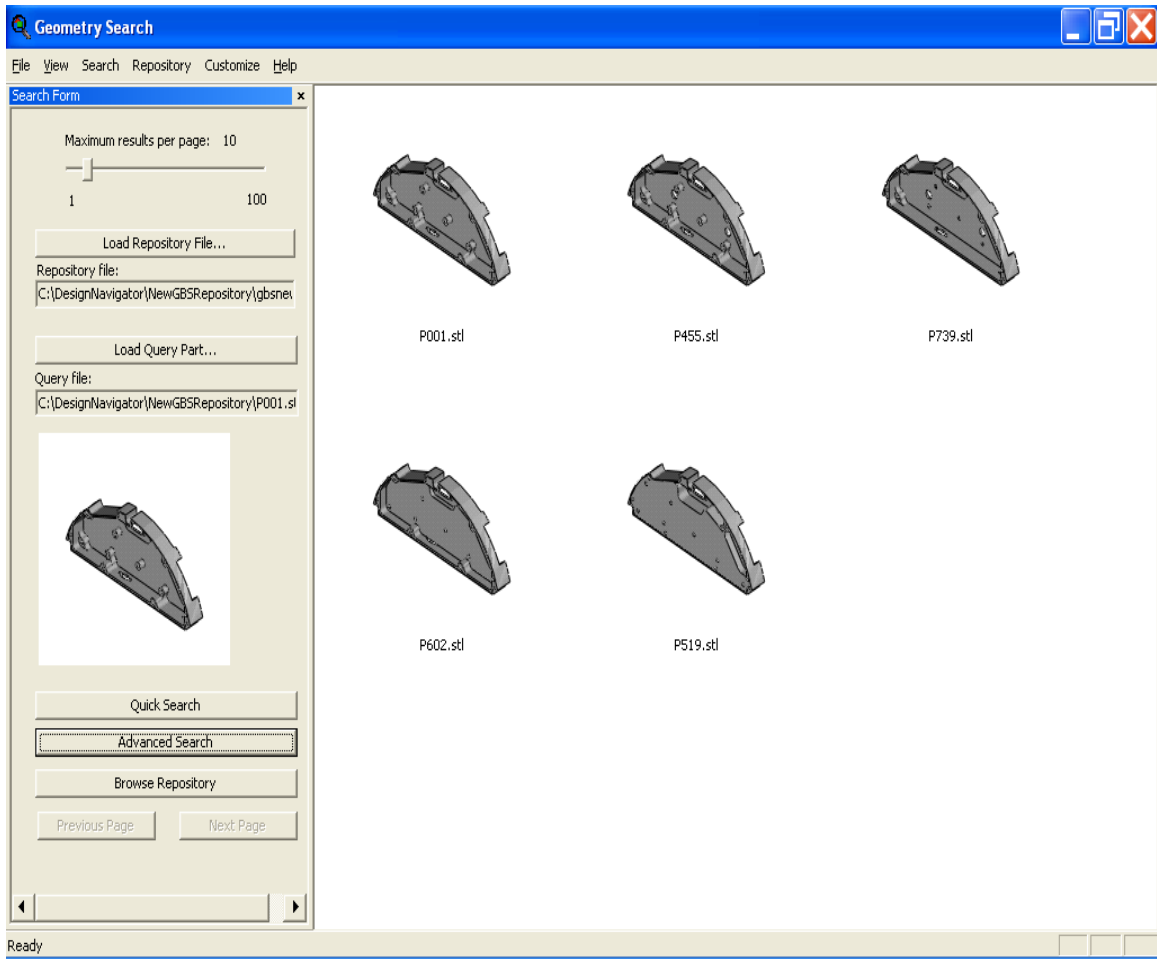 Geometry Search
File View Search Repository Customize Help
Search Form x
Maximum results per page: 10
1 100
Load Repository File...
Repository file:
C:\DesignNavigator\NewGBSRepository\gbsnev
Load Query Part...
Query file:
C:\DesignNavigator\NewGBSRepository\P001.sl
Quick Search
Advanced Search
Browse Repository
Previous Page Next Page
P001.stl P455.stl P739.stl
P602.stl P519.stl
Ready